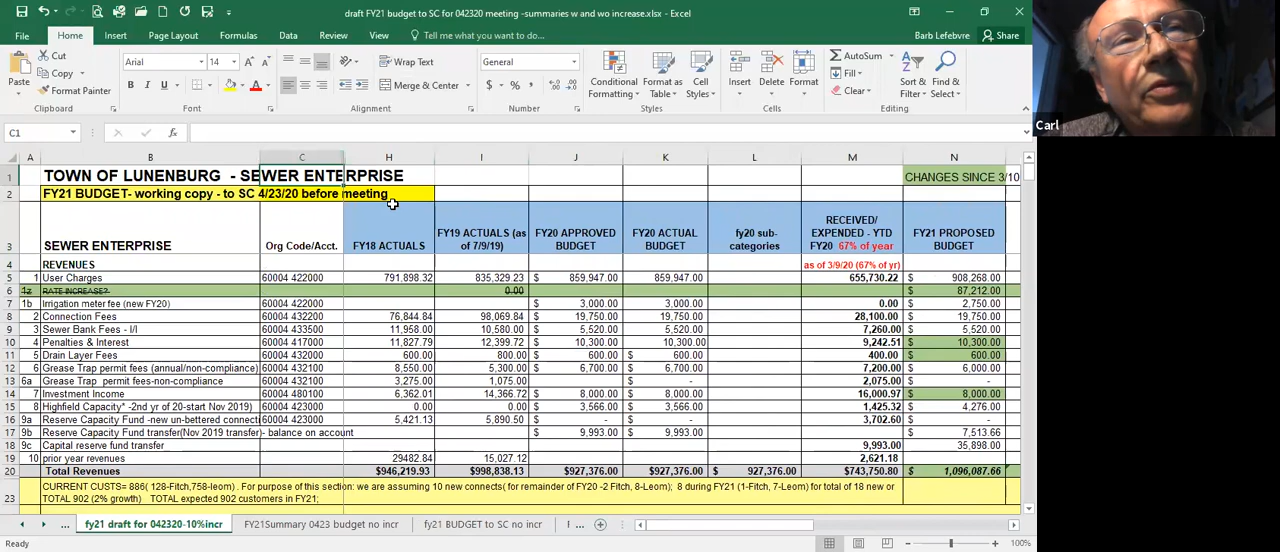 draft FY21 budget to SC for 042320 meeting -summaries w and wo increase.xlsx - Excel
Barb Lefebvre
Share
File Home Insert Page Layout Formulas Data Review View Tell me what you want to do...
Paste
Cut
Copy
Format Painter
Clipboard
Arial 14
B I U
Font
Wrap Text
Merge & Center
Alignment
General
$ % ,
Number
Conditional Formatting
Format as Table
Cell Styles
Styles
Insert Delete Format
Cells
AutoSum
Fill
Clear
Sort & Filter
Find & Select
Editing
Carl
C1
A B C H I J K L M N
1 TOWN OF LUNENBURG - SEWER ENTERPRISE CHANGES SINCE 3/10
2 FY21 BUDGET- working copy - to SC 4/23/20 before meeting
3 SEWER ENTERPRISE Org Code/Acct. FY18 ACTUALS FY19 ACTUALS (as of 7/9/19) FY20 APPROVED BUDGET FY20 ACTUAL BUDGET fy20 sub-categories RECEIVED/ EXPENDED - YTD FY20 67% of year FY21 PROPOSED BUDGET
4 REVENUES as of 3/9/20 (67% of yr)
5 1 User Charges 60004 422000 791,898.32 835,329.23 $ 859,947.00 859,947.00 655,730.22 $ 908,268.00
6 1z RATE INCREASE? 0.00 $ 87,212.00
7 1b Irrigation meter fee (new FY20) 60004 422000 $ 3,000.00 $ 3,000.00 0.00 $ 2,750.00
8 2 Connection Fees 60004 432200 76,844.84 98,069.84 $ 19,750.00 $ 19,750.00 28,100.00 $ 19,750.00
9 3 Sewer Bank Fees - I/I 60004 433500 11,958.00 10,580.00 $ 5,520.00 $ 5,520.00 7,260.00 $ 5,520.00
10 4 Penalties & Interest 60004 417000 11,827.79 12,399.72 $ 10,300.00 $ 10,300.00 9,242.51 $ 10,300.00
11 5 Drain Layer Fees 60004 432000 600.00 800.00 $ 600.00 $ 600.00 400.00 $ 600.00
12 6 Grease Trap permit fees (annual/non-compliance) 60004 432100 8,550.00 5,300.00 $ 6,700.00 $ 6,700.00 7,200.00 $ 6,000.00
13 6a Grease Trap permit fees-non-compliance 60004 432100 3,275.00 1,075.00 $ - 2,075.00 $ -
14 7 Investment Income 60004 480100 6,362.01 14,366.72 $ 8,000.00 $ 8,000.00 16,000.97 $ 8,000.00
15 8 Highfield Capacity* -2nd yr of 20-start Nov 2019) 60004 423000 0.00 0.00 $ 3,566.00 $ 3,566.00 1,425.32 $ 4,276.00
16 9a Reserve Capacity Fund -new un-bettered connecti 60004 423000 5,421.13 5,890.50 $ - $ - 3,702.60 $ -
17 9b Reserve Capacity Fund transfer(Nov 2019 transfer)- balance on account $ 9,993.00 $ 9,993.00 $ 7,513.66
18 9c Capital reserve fund transfer 9,993.00 $ 35,898.00
19 10 prior year revenues 29482.84 15,027.12 2,621.18
20 Total Revenues $946,219.93 $998,838.13 $927,376.00 $927,376.00 $ 927,376.00 $743,750.80 $ 1,096,087.66
23 CURRENT CUSTS= 886( 128-Fitch,758-leom) . For purpose of this section: we are assuming 10 new connects( for remainder of FY20 -2 Fitch, 8-Leom); 8 during FY21 (1-Fitch, 7-Leom) for total of 18 new or
TOTAL 902 (2% growth) TOTAL expected 902 customers in FY21;
... fy21 draft for 042320-10%incr FY21Summary 0423 budget no incr fy21 BUDGET to SC no incr ...
Ready 100%